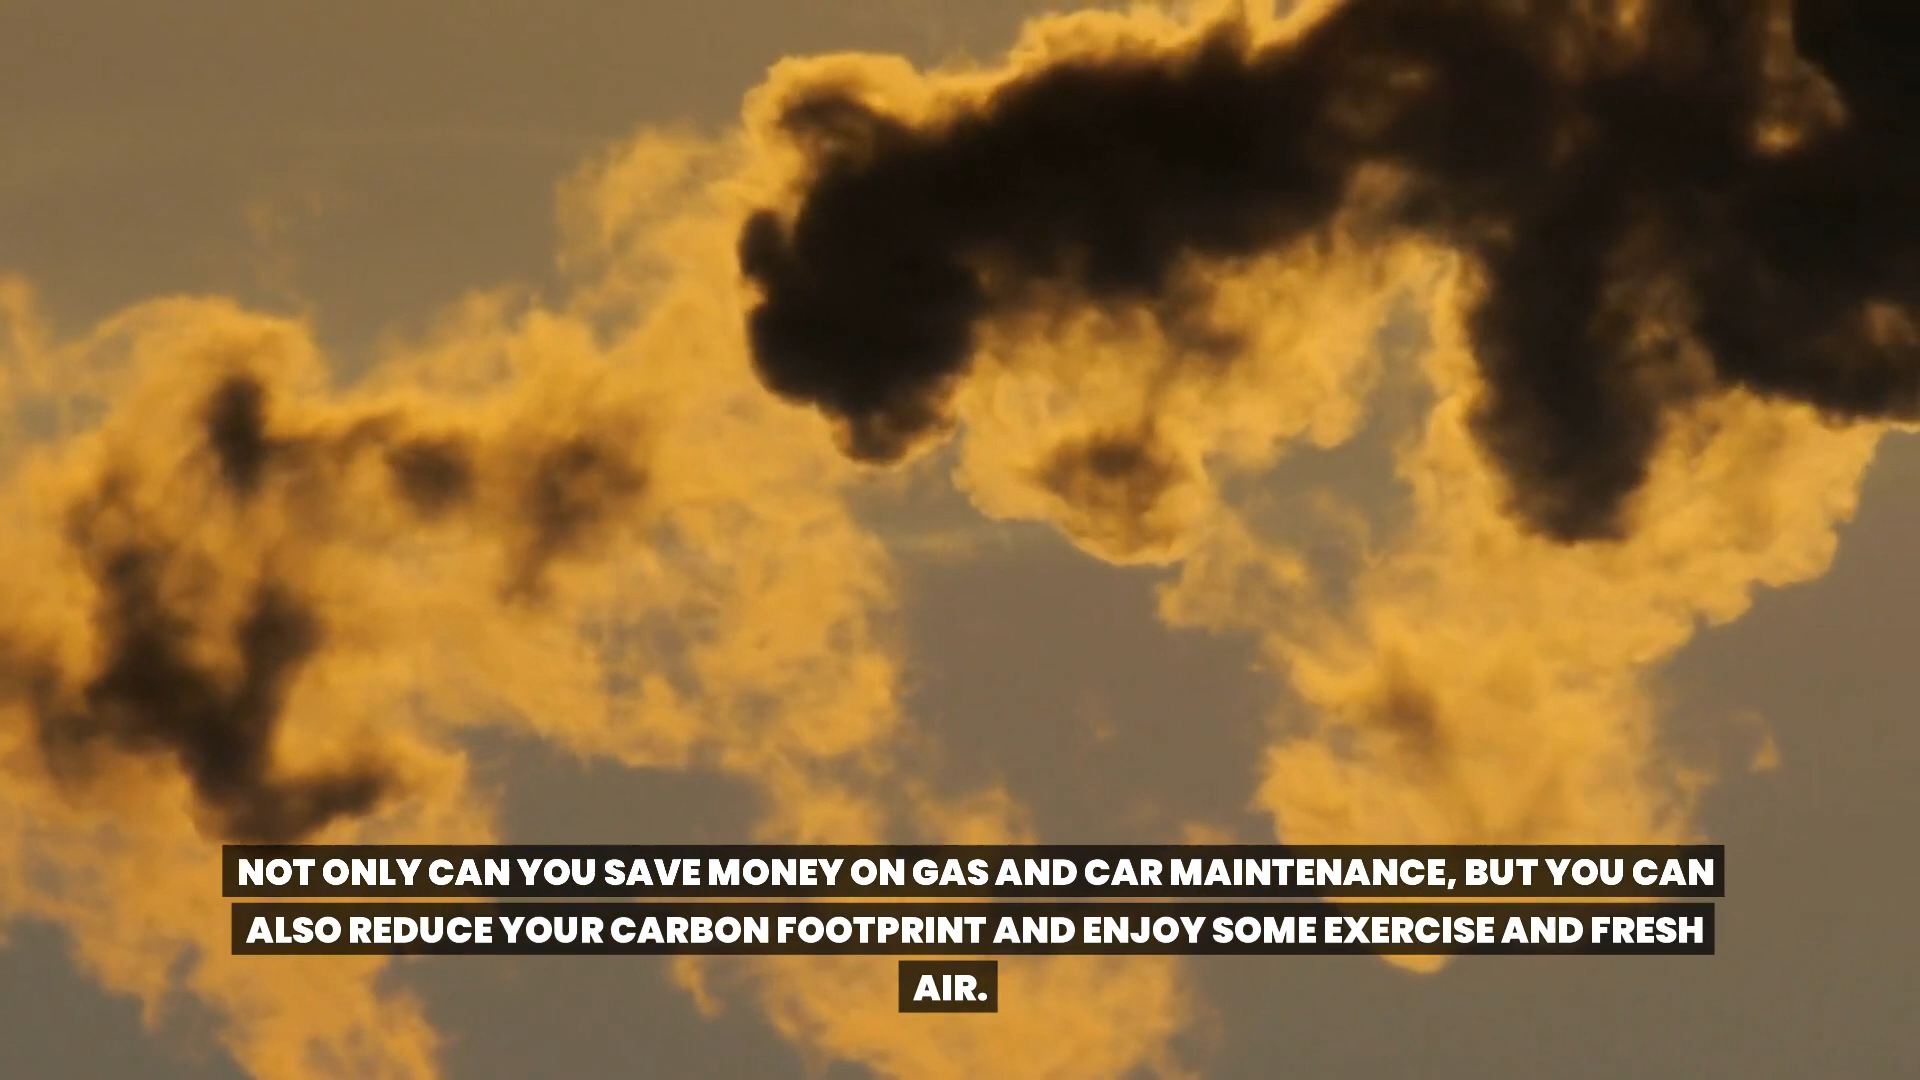 NOT ONLY CAN YOU SAVE MONEY ON GAS AND CAR MAINTENANCE, BUT YOU CAN
ALSO REDUCE YOUR CARBON FOOTPRINT AND ENJOY SOME EXERCISE AND FRESH
AIR.